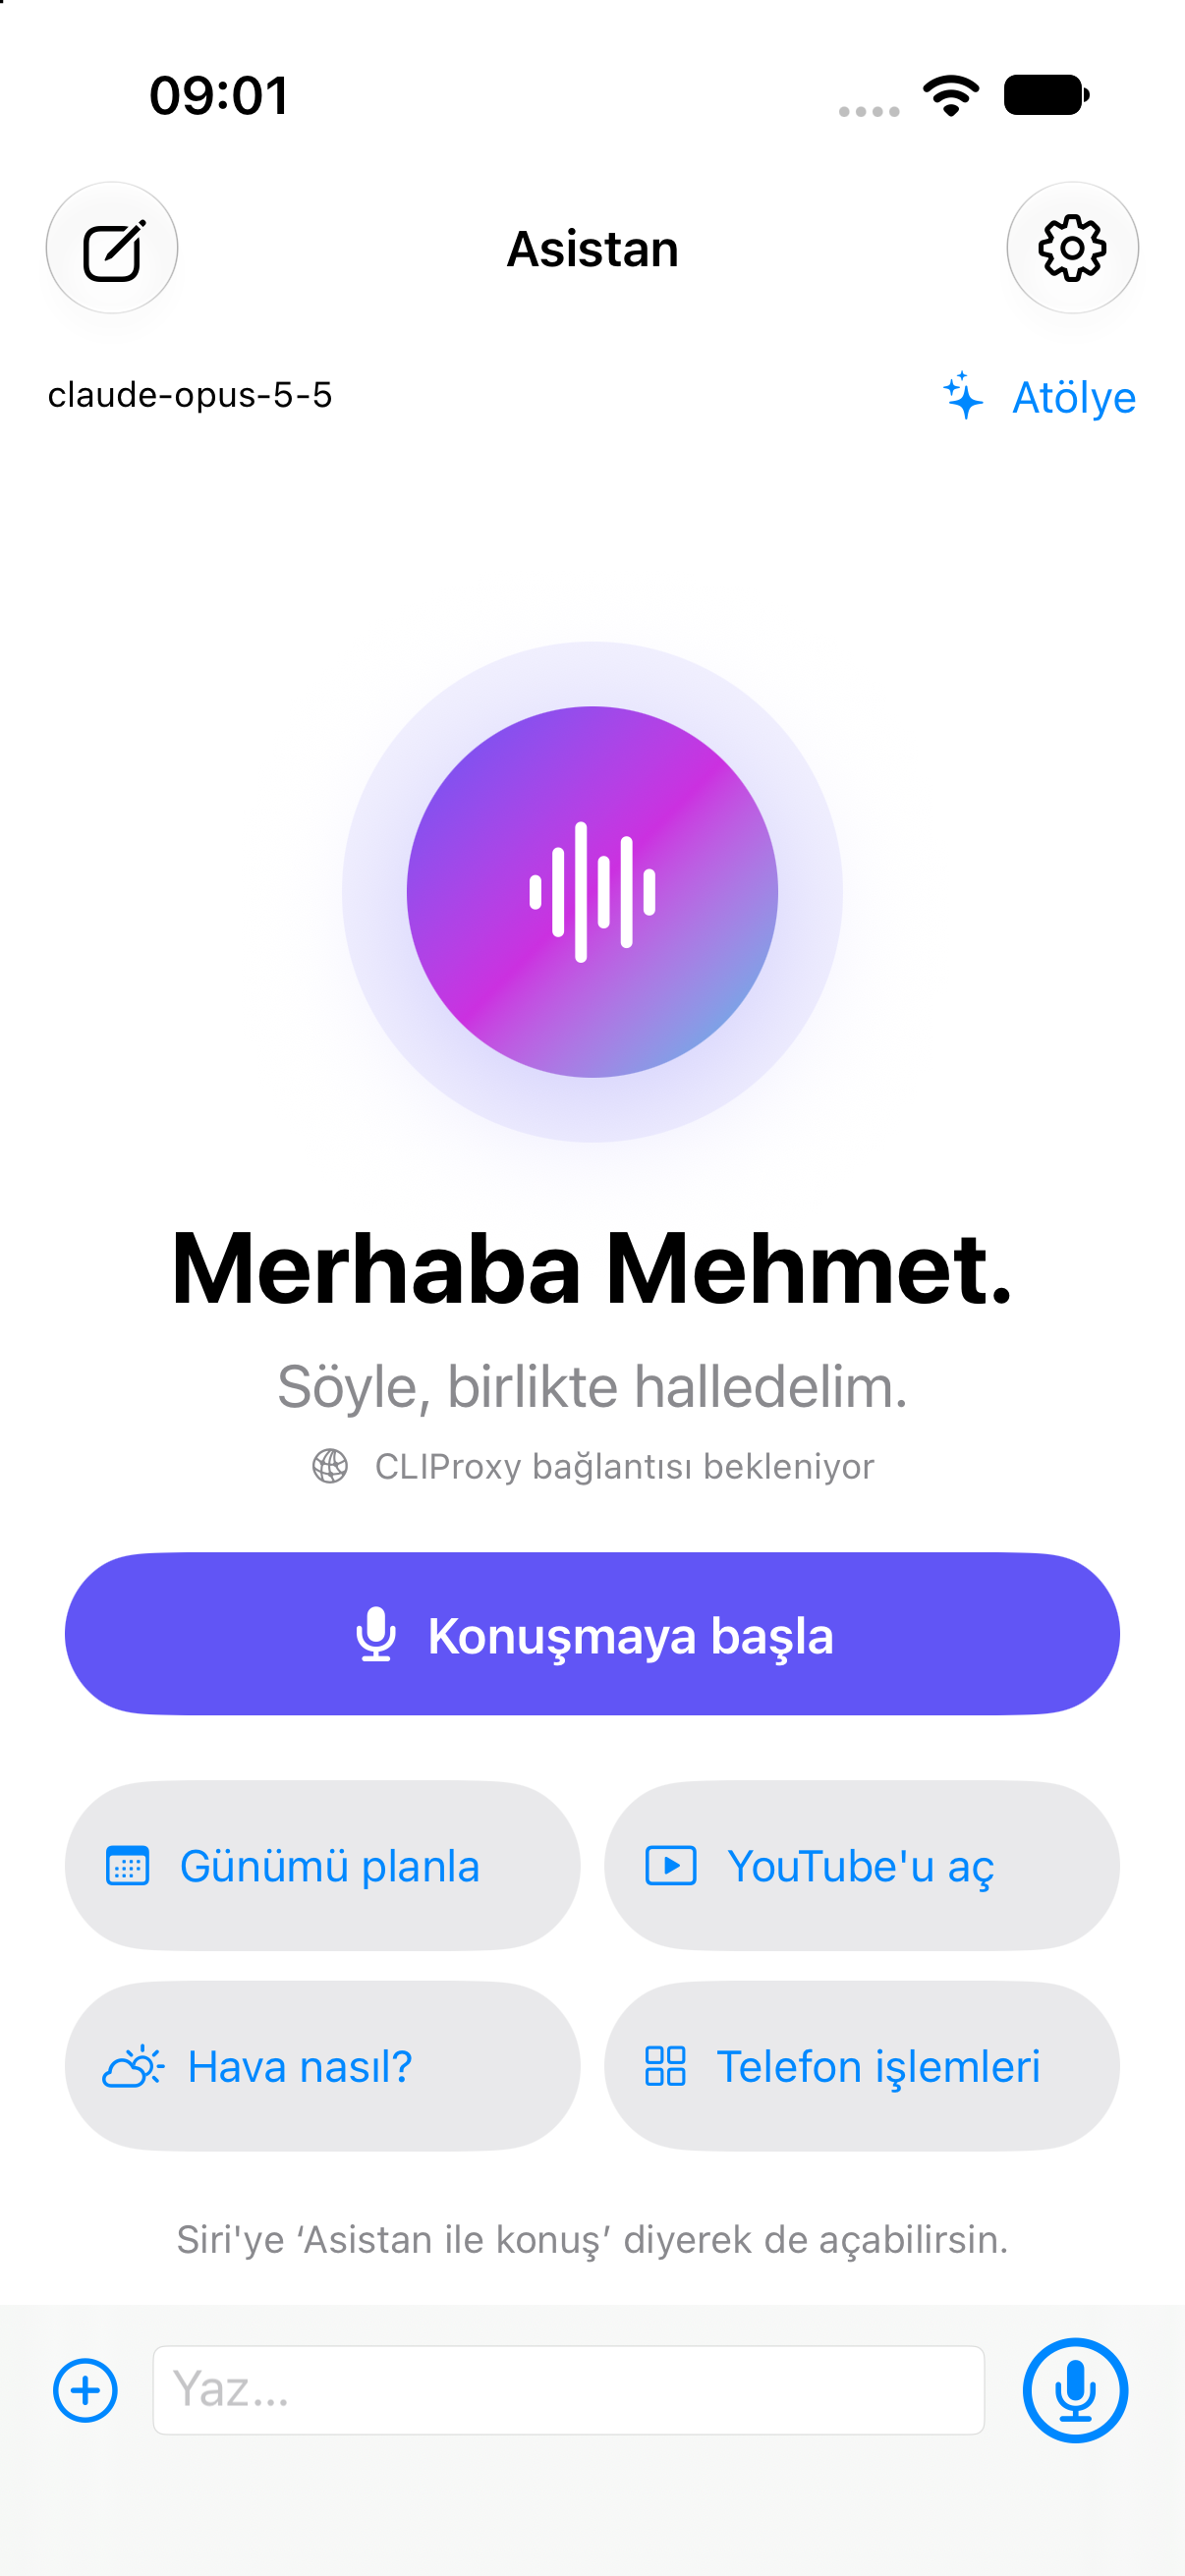 09:01
Asistan
claude-opus-5-5
Atölye
Merhaba Mehmet.
Söyle, birlikte halledelim.
CLIProxy bağlantısı bekleniyor
Konuşmaya başla
Günümü planla
YouTube'u aç
Hava nasıl?
Telefon işlemleri
Siri'ye ‘Asistan ile konuş’ diyerek de açabilirsin.
Yaz...